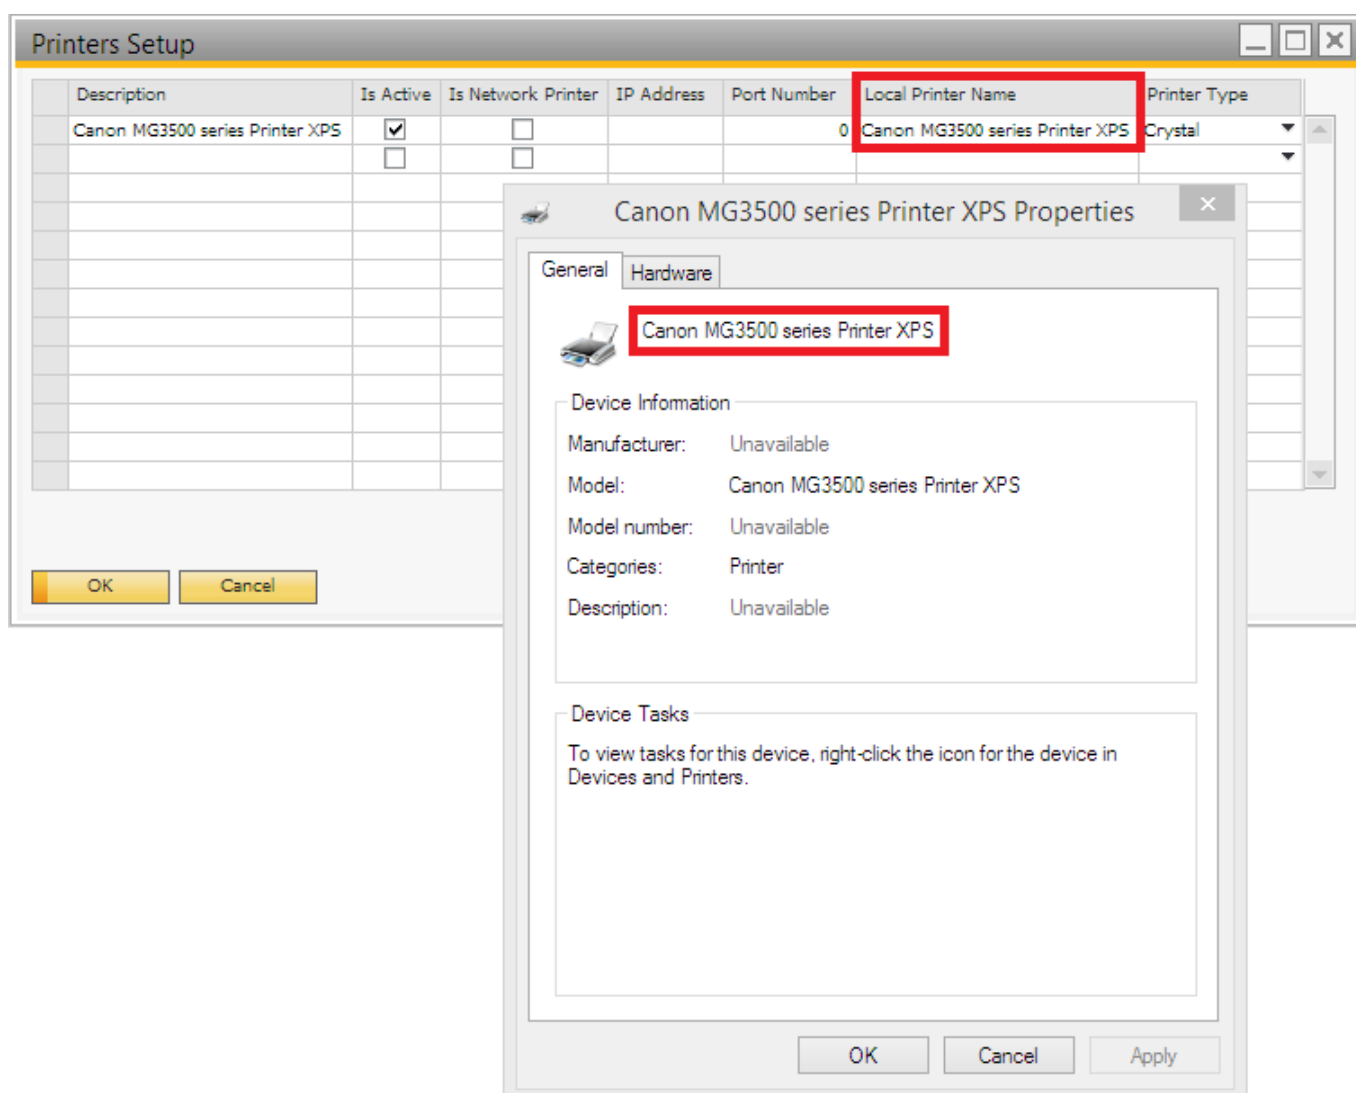 Printers Setup
Description Is Active Is Network Printer IP Address Port Number Local Printer Name Printer Type
Canon MG3500 series Printer XPS 0 Canon MG3500 series Printer XPS Crystal
Canon MG3500 series Printer XPS Properties
General Hardware
Canon MG3500 series Printer XPS
Device Information
Manufacturer: Unavailable
Model: Canon MG3500 series Printer XPS
Model number: Unavailable
Categories: Printer
Description: Unavailable
OK Cancel
Device Tasks
To view tasks for this device, right-click the icon for the device in
Devices and Printers.
OK Cancel Apply